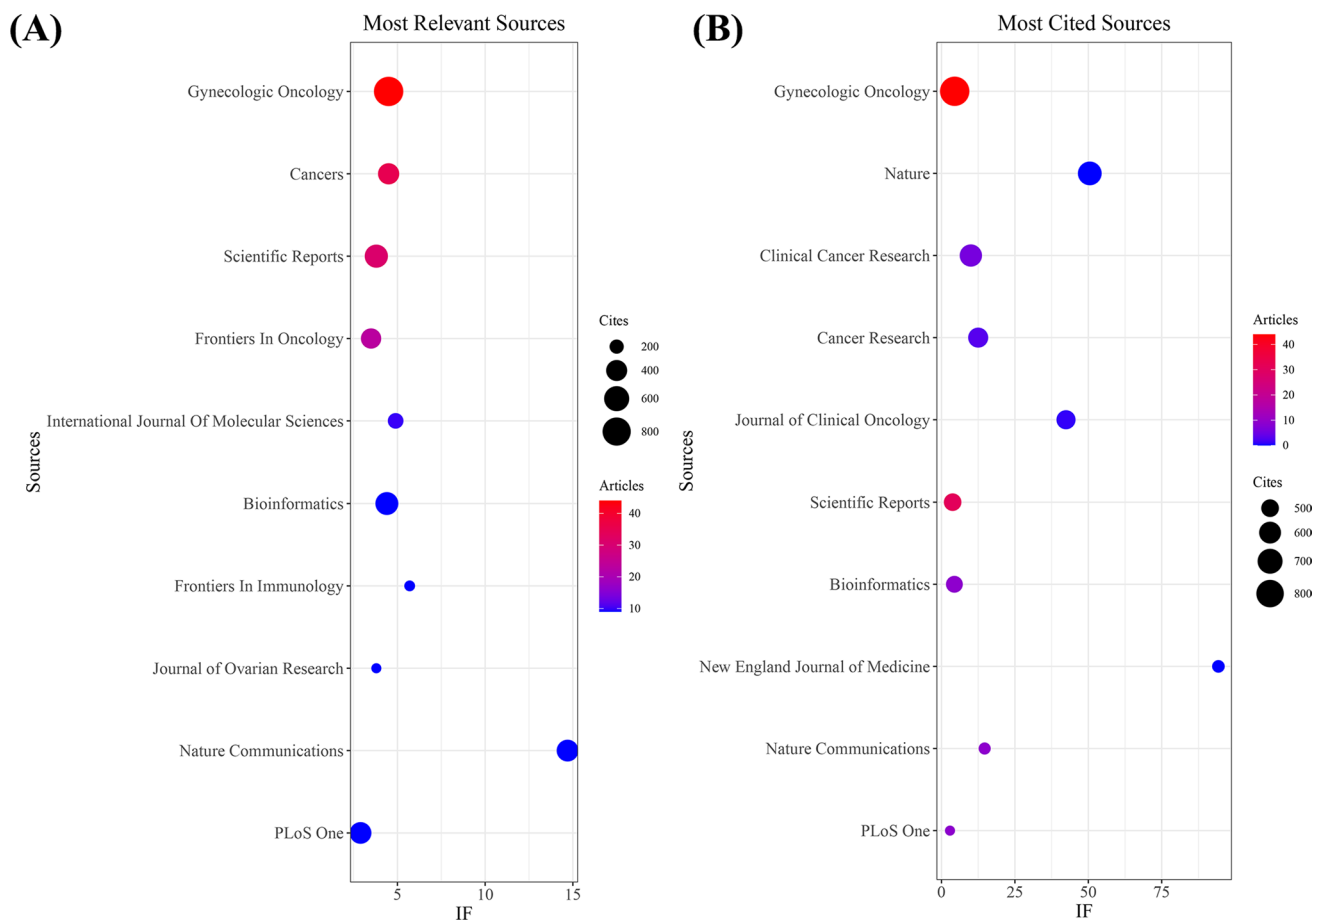 (A)
Most Relevant Sources
Gynecologic Oncology
Cancers
Scientific Reports
Frontiers In Oncology
International Journal Of Molecular Sciences
Bioinformatics
Frontiers In Immunology
Journal of Ovarian Research
Nature Communications
PLoS One
Sources
5
10
15
IF
Cites
200
400
600
800
Articles
40
30
20
10
(B)
Most Cited Sources
Gynecologic Oncology
Nature
Clinical Cancer Research
Cancer Research
Journal of Clinical Oncology
Scientific Reports
Bioinformatics
New England Journal of Medicine
Nature Communications
PLoS One
Sources
0
25
50
75
IF
Articles
40
30
20
10
0
Cites
500
600
700
800